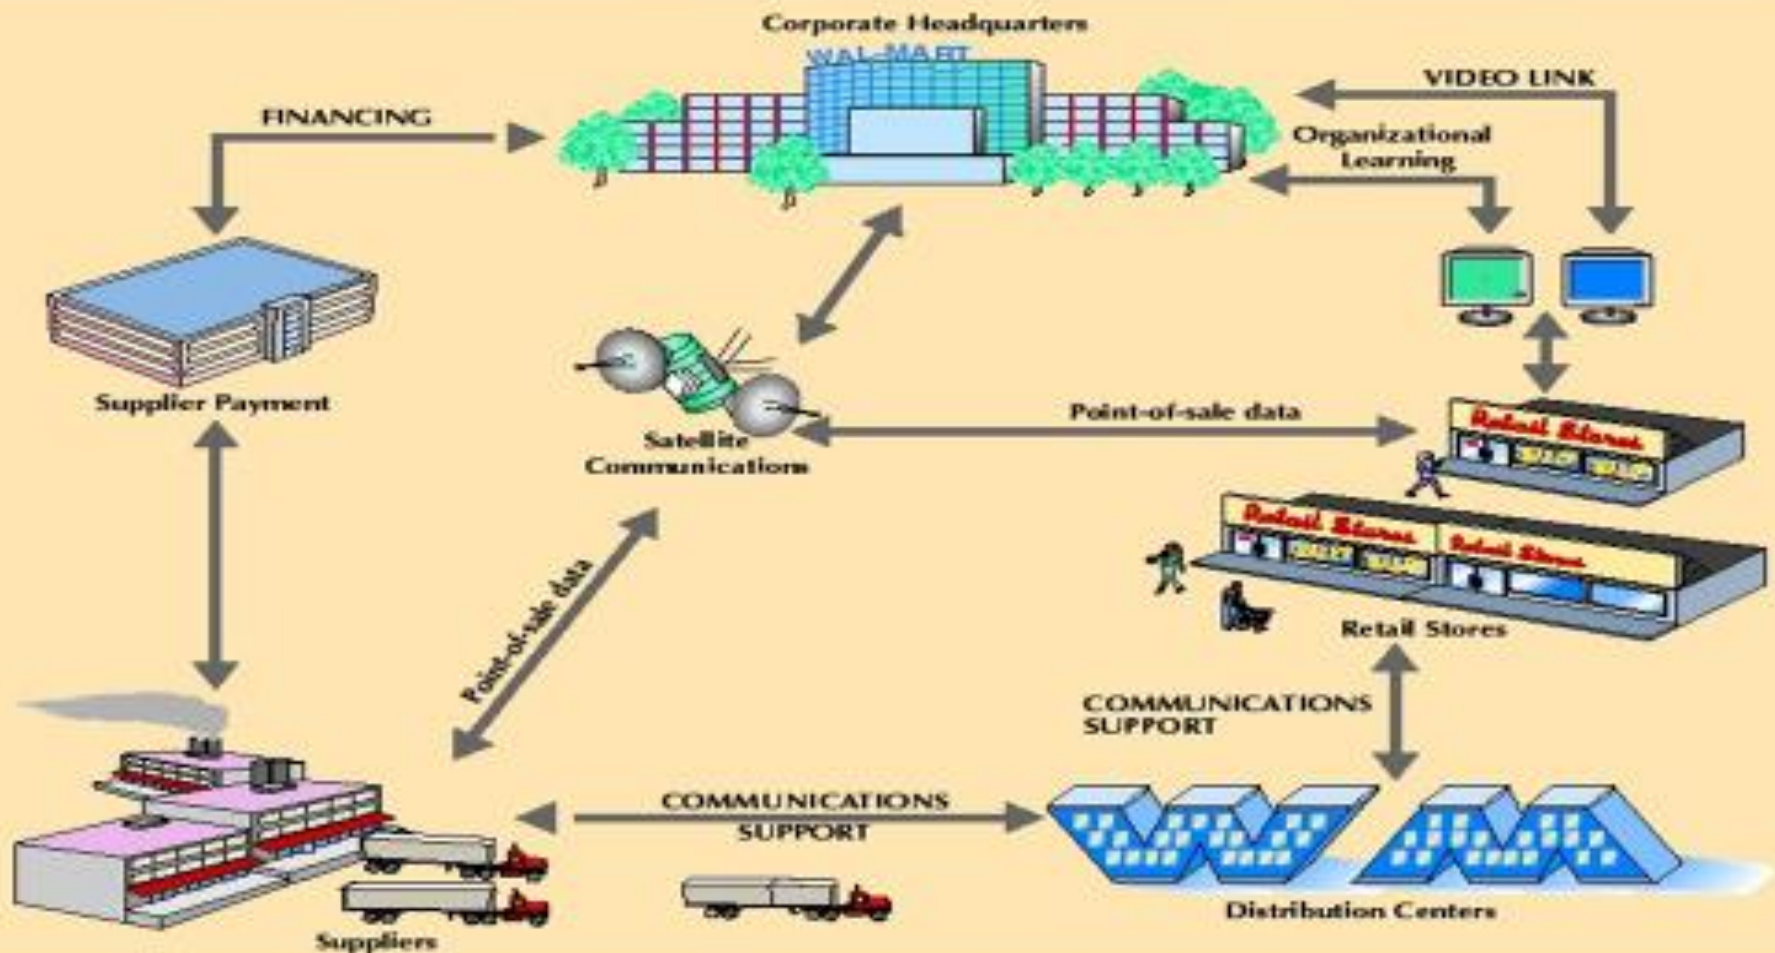 Corporate Headquarters
WAL-MART
FINANCING
VIDEO LINK
Organizational
Learning
Supplier Payment
Satellite
Communications
Point-of-sale data
Retail Stores
Retail Stores
Retail Stores
Retail Stores
Point-of-sale data
COMMUNICATIONS
SUPPORT
COMMUNICATIONS
SUPPORT
Distribution Centers
Suppliers